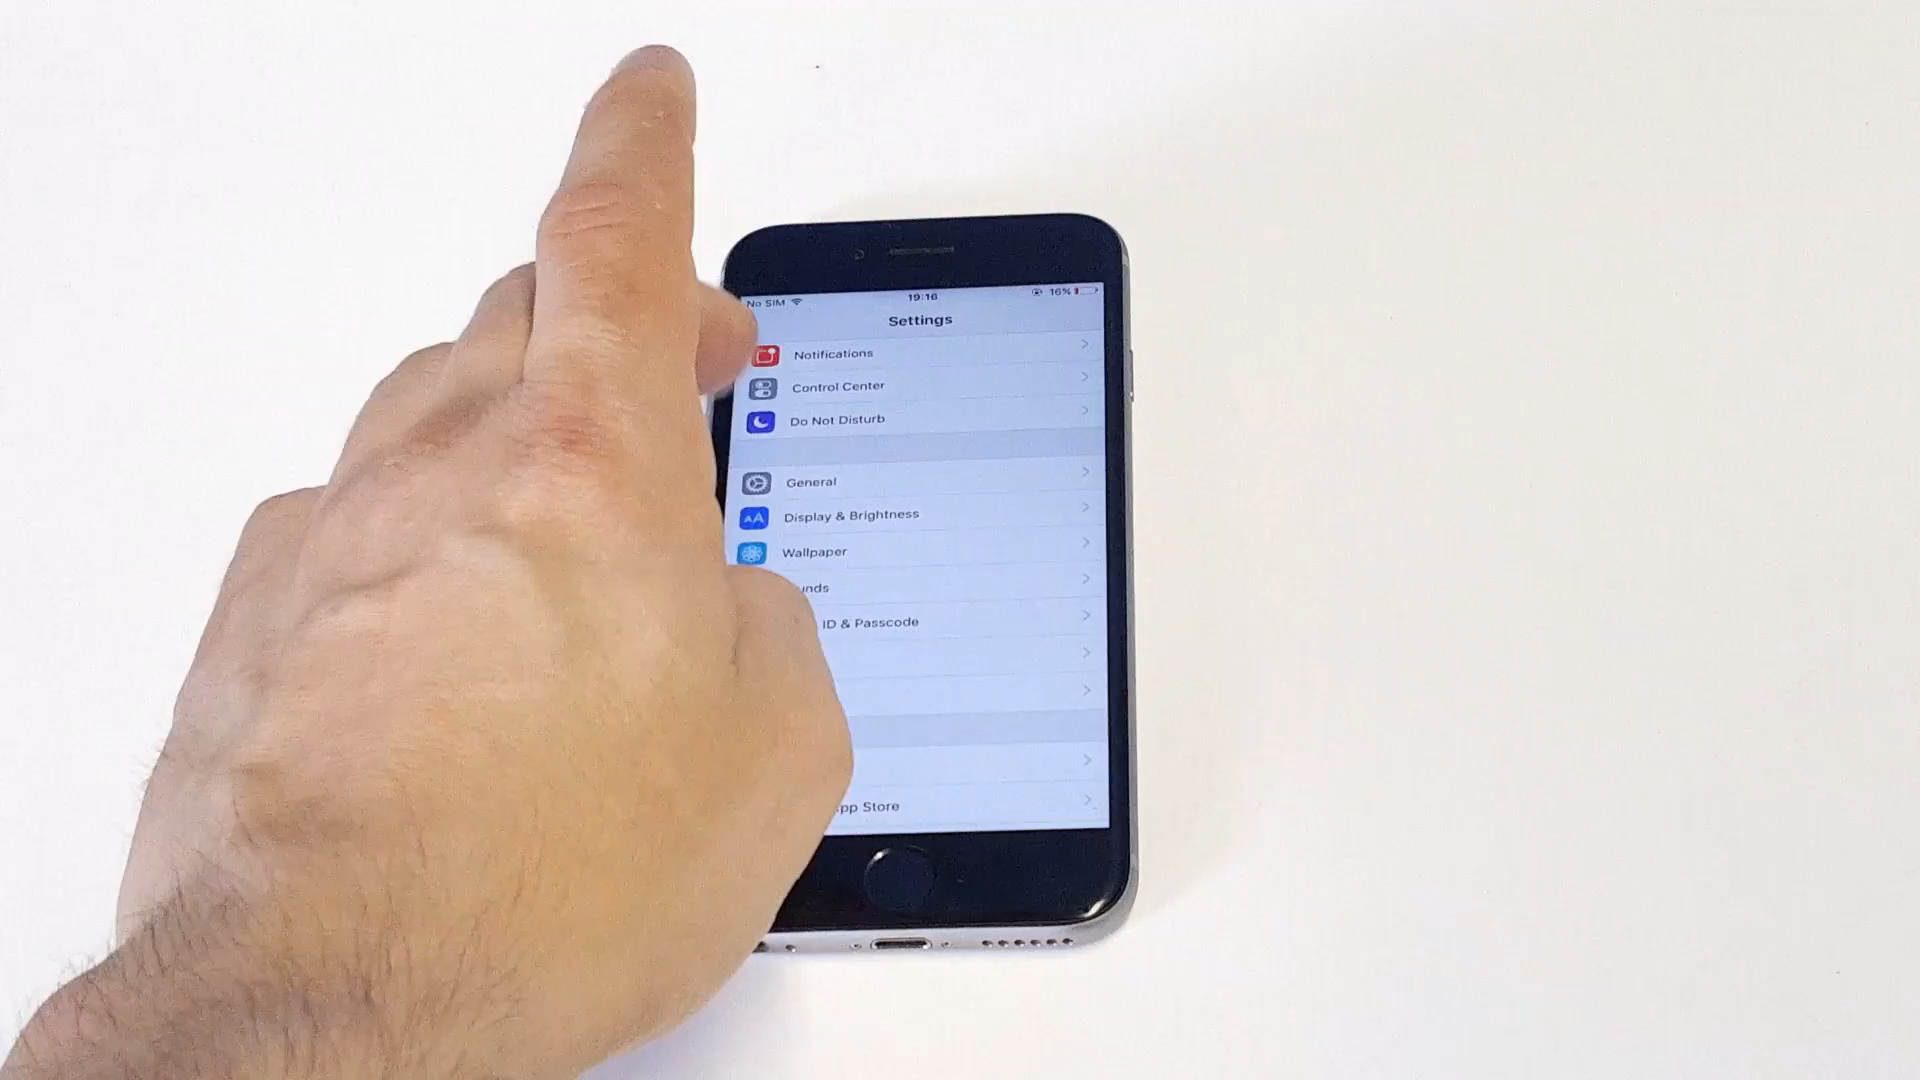 No SIM 19:16 16%
Settings
Notifications
Control Center
Do Not Disturb
General
AA Display & Brightness
Wallpaper
unds
ID & Passcode
pp Store